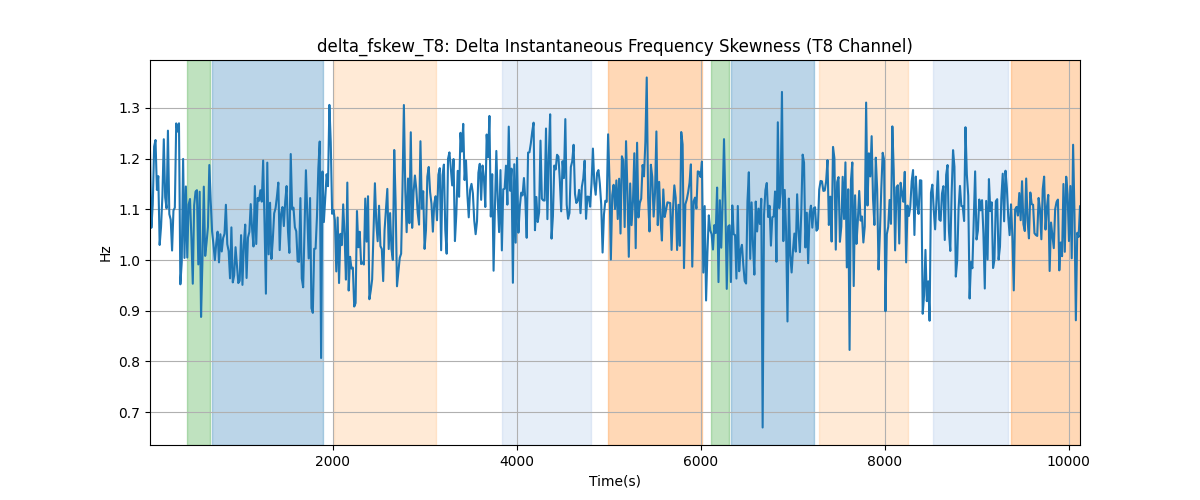 delta_fskew_T8: Delta Instantaneous Frequency Skewness (T8 Channel)
Hz
1.3
1.2
1.1
1.0
0.9
0.8
0.7
2000 4000 6000 8000 10000
Time(s)